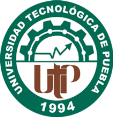 UNIVERSIDAD TECNOLÓGICA DE PUEBLA
UTP
1994